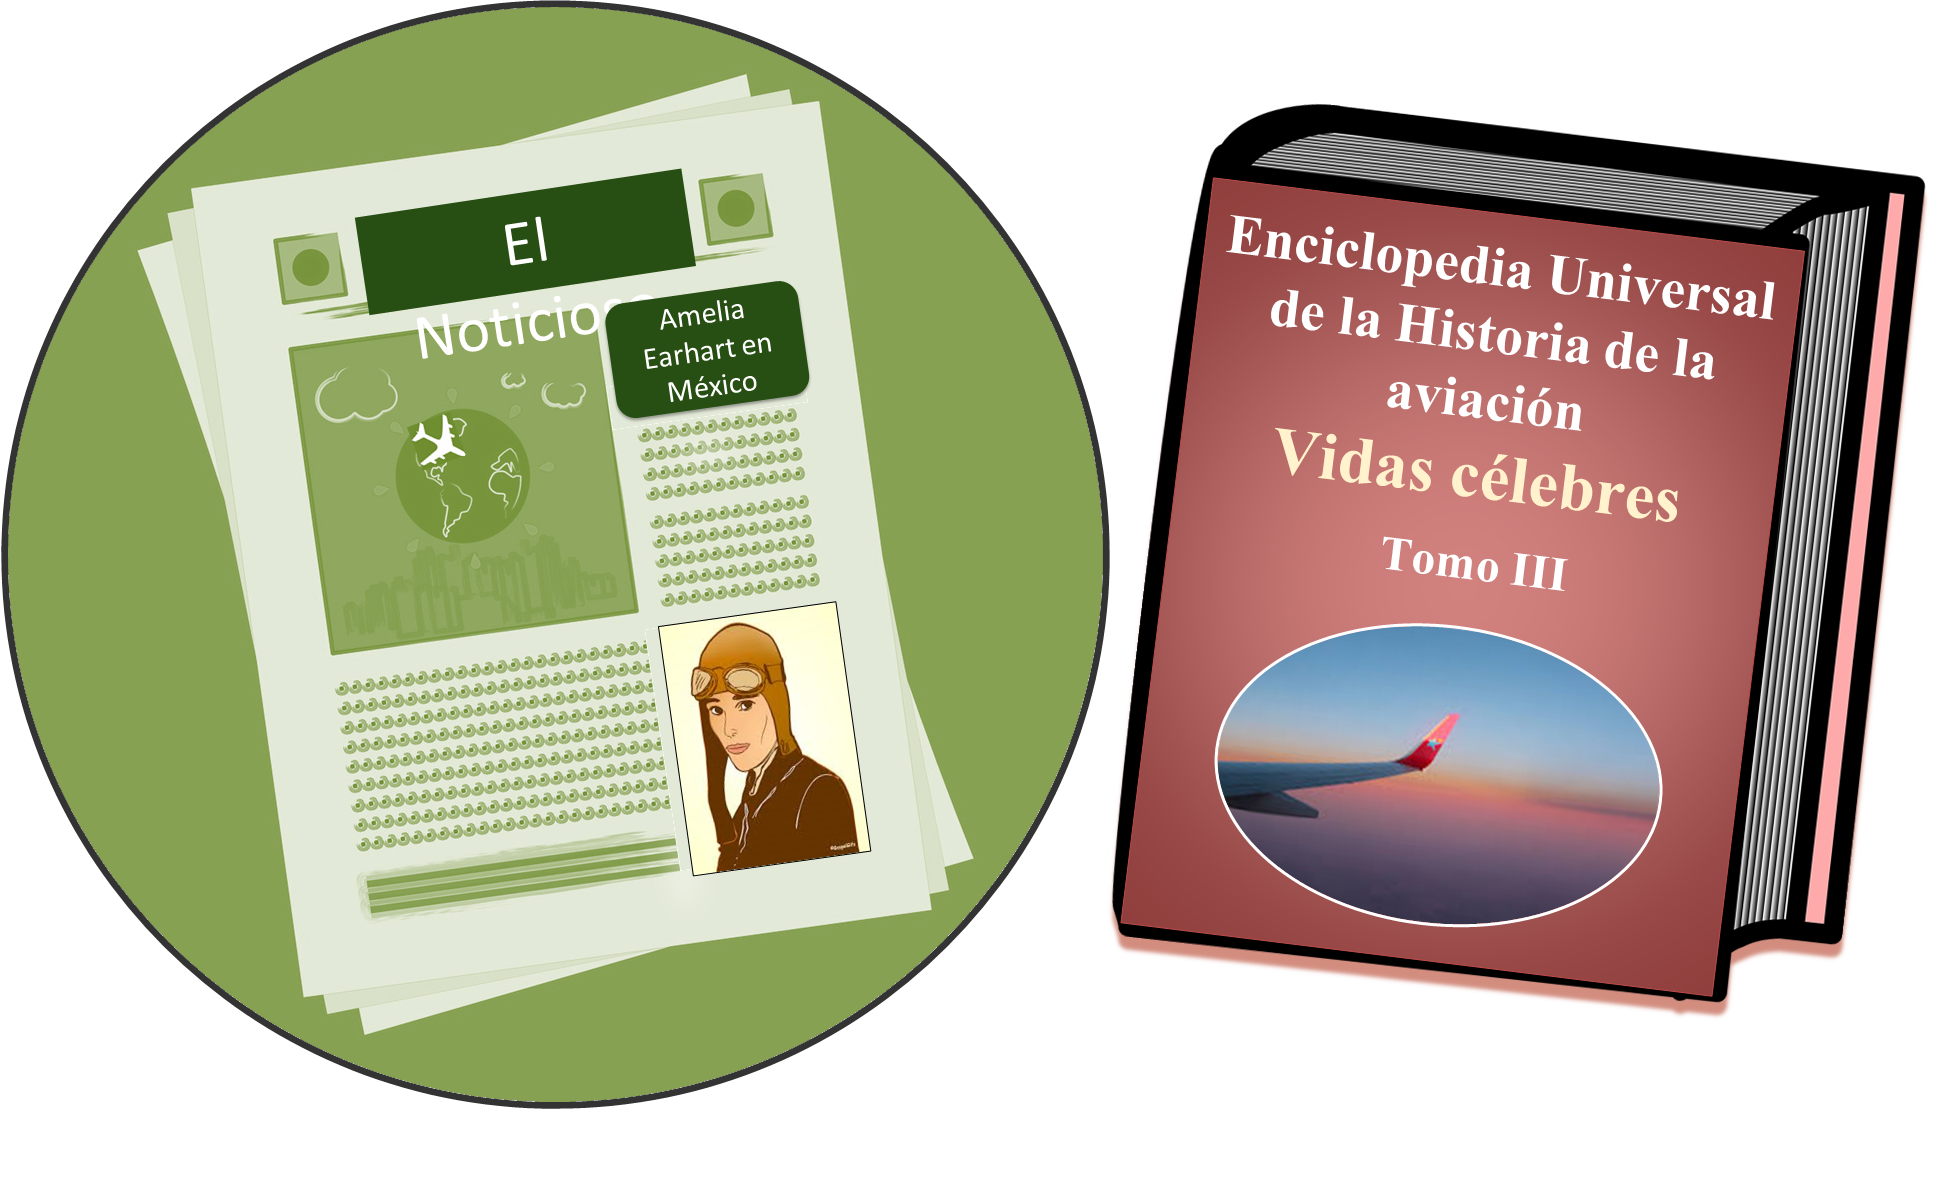 El
Noticioso
Amelia
Earhart en
México
Enciclopedia Universal
de la Historia de la
aviación
Vidas célebres
Tomo III